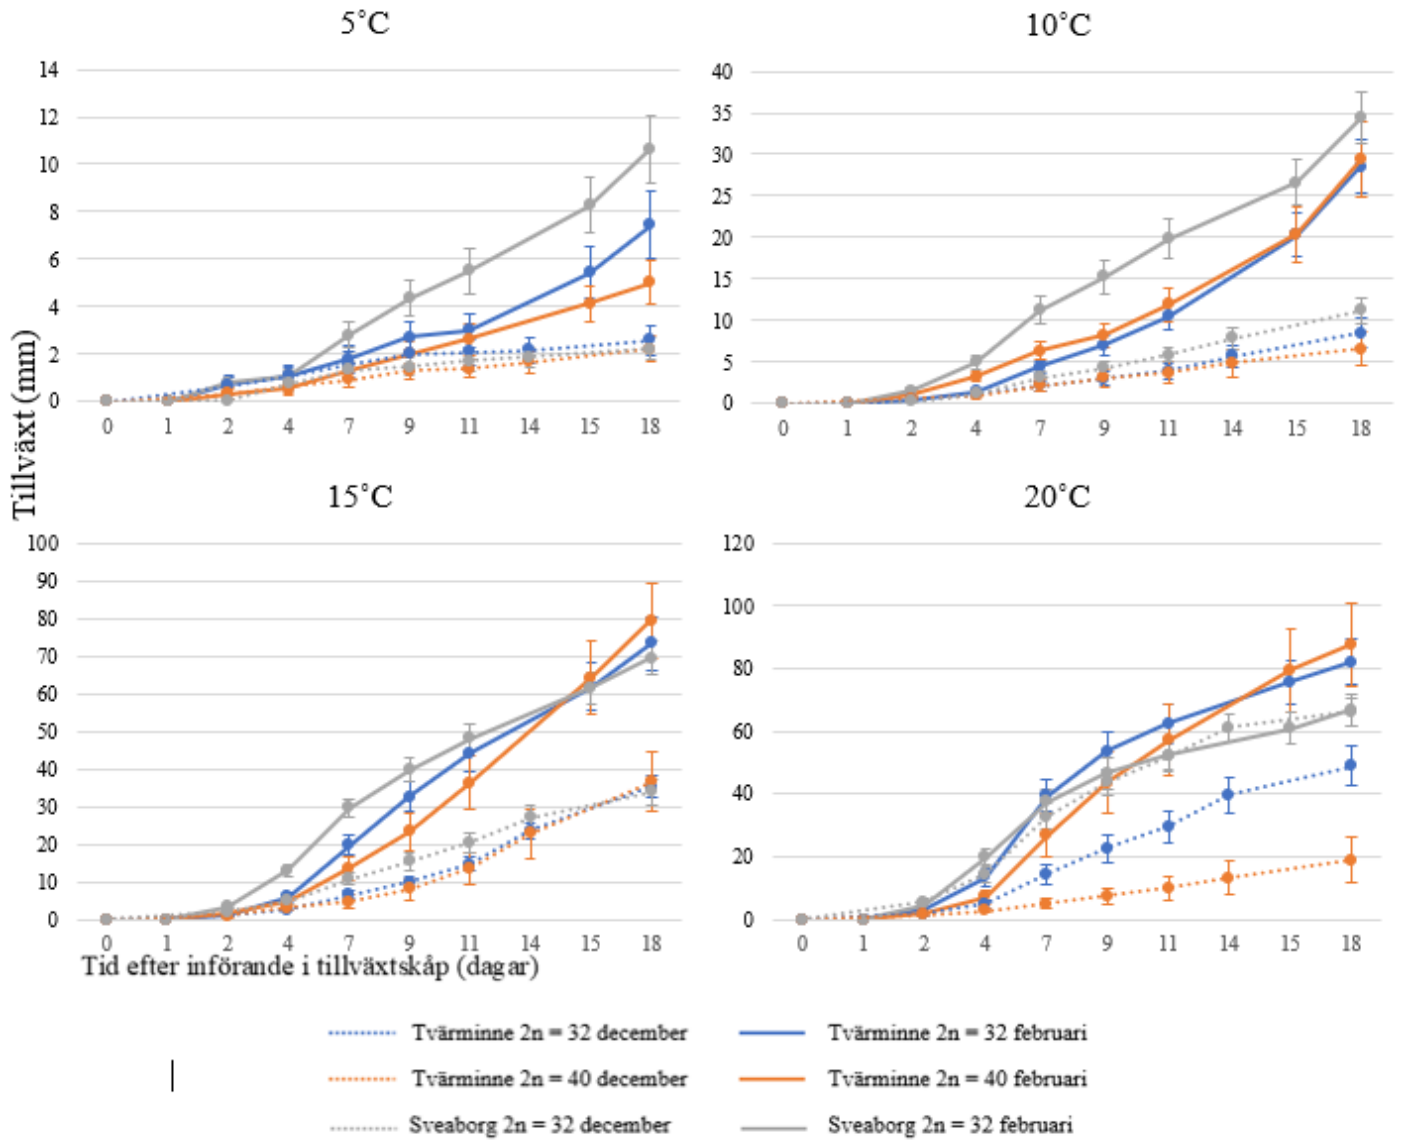 5°C
14
12
10
8
6
4
2
0
0 1 2 4 7 9 11 14 15 18
10°C
40
35
30
25
20
15
10
5
0
0 1 2 4 7 9 11 14 15 18
Tillväxt (mm)
15°C
100
90
80
70
60
50
40
30
20
10
0
0 1 2 4 7 9 11 14 15 18
20°C
120
100
80
60
40
20
0
0 1 2 4 7 9 11 14 15 18
Tid efter införande i tillväxtskåp (dagar)
Tvärminne 2n = 32 december
Tvärminne 2n = 32 februari
Tvärminne 2n = 40 december
Tvärminne 2n = 40 februari
Sveaborg 2n = 32 december
Sveaborg 2n = 32 februari